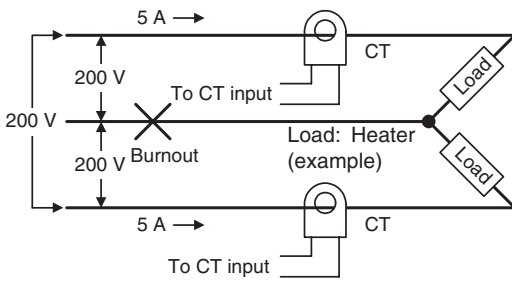 5 A
CT
200 V
To CT input
Load
200 V
Burnout
Load: Heater
(example)
200 V
Load
5 A
CT
To CT input